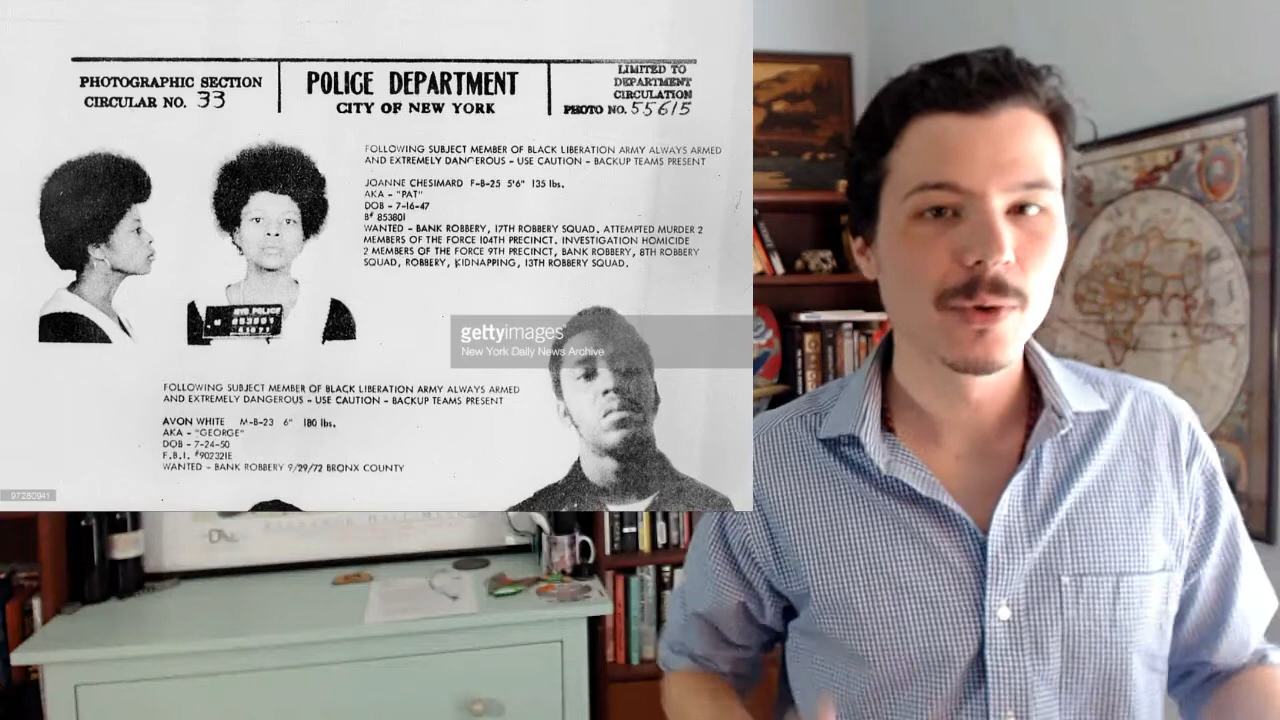 PHOTOGRAPHIC SECTION
CIRCULAR NO. 33
POLICE DEPARTMENT
CITY OF NEW YORK
LIMITED TO
DEPARTMENT
CIRCULATION
PHOTO NO. 55615
FOLLOWING SUBJECT MEMBER OF BLACK LIBERATION ARMY ALWAYS ARMED
AND EXTREMELY DANGEROUS - USE CAUTION - BACKUP TEAMS PRESENT
JOANNE CHESIMARD F-B-25 5'6" 135 lbs.
AKA - "PAT"
DOB - 7-16-47
B# 853801
WANTED - BANK ROBBERY, 17TH ROBBERY SQUAD. ATTEMPTED MURDER 2
MEMBERS OF THE FORCE 104TH PRECINCT. INVESTIGATION HOMICIDE
2 MEMBERS OF THE FORCE 9TH PRECINCT, BANK ROBBERY, 8TH ROBBERY
SQUAD, ROBBERY, KIDNAPPING, 13TH ROBBERY SQUAD.
NYC POLICE
853801
gettyimages
New York Daily News Archive
FOLLOWING SUBJECT MEMBER OF BLACK LIBERATION ARMY ALWAYS ARMED
AND EXTREMELY DANGEROUS - USE CAUTION - BACKUP TEAMS PRESENT
AVON WHITE M-B-23 6" 180 lbs.
AKA - "GEORGE"
DOB - 7-24-50
F.B.I. #902321E
WANTED - BANK ROBBERY 9/29/72 BRONX COUNTY
97280941